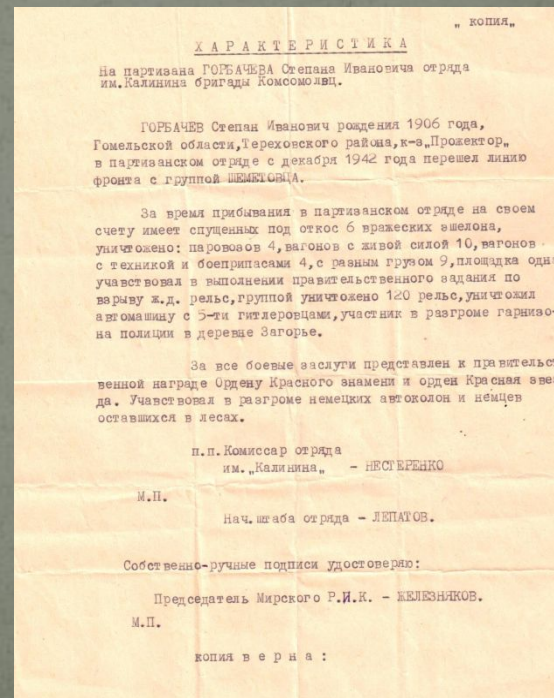 „ копия„
ХАРАКТЕРИСТИКА
На партизана ГОРБАЧЕВА Степана Ивановича отряда
им.Калинина бригады Комсомолвц.
ГОРБАЧЕВ Степан Иванович рождения 1906 года,
Гомельской области,Тереховского района,к-з„Прожектор„
в партизанском отряде с декабря 1942 года перешел линию
фронта с группой ШЕМЕТОВЦА.
За время прибывания в партизанском отряде на своем
счету имеет спущенных под откос 6 вражеских эшелона,
уничтожено: паровозов 4,вагонов с живой силой 10,вагонов
с техникой и боеприпасами 4,с разным грузом 9,площадка одна
учавствовал в выполнении правительственного задания по
взрыву ж.д. рельс,группой уничтожено 120 рельс,уничтожил
автомашину с 5-ти гитлеровцами,участник в разгроме гарнизо-
на полиции в деревне Загорье.
За все боевые заслуги представлен к правительст
венной награде Ордену Красного знамени и орден Красная звез
да. Учавствовал в разгроме немецких автоколон и немцев
оставшихся в лесах.
п.п.Комиссар отряда
им.„Калинина„ - НЕСТЕРЕНКО
М.П.
Нач.штаба отряда - ЛЕПАТОВ.
Собственно-ручные подписи удостоверяю:
Председатель Мирского Р.И.К. - ЖЕЛЕЗНЯКОВ.
М.П.
копия верна: